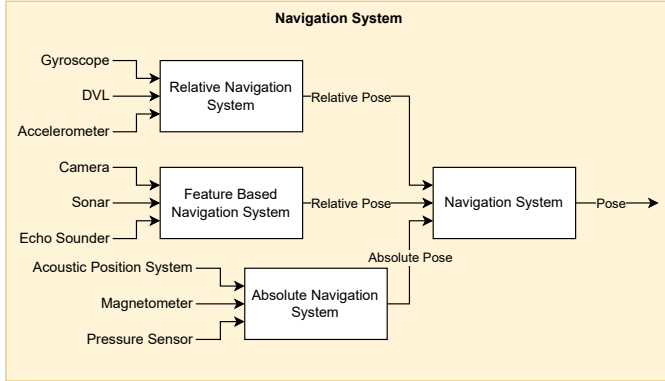 Navigation System
Gyroscope
DVL
Accelerometer
Relative Navigation
System
Relative Pose
Camera
Sonar
Echo Sounder
Feature Based
Navigation System
Relative Pose
Navigation System
Pose
Absolute Pose
Acoustic Position System
Magnetometer
Pressure Sensor
Absolute Navigation
System